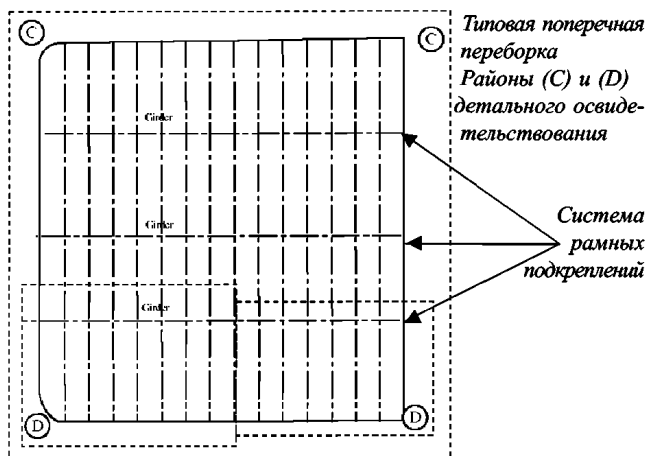 C
C
Типовая поперечная
переборка
Районы (C) и (D)
детального освиде-
тельствования
Girder
Girder
Система
рамных
подкреплений
Girder
D
D